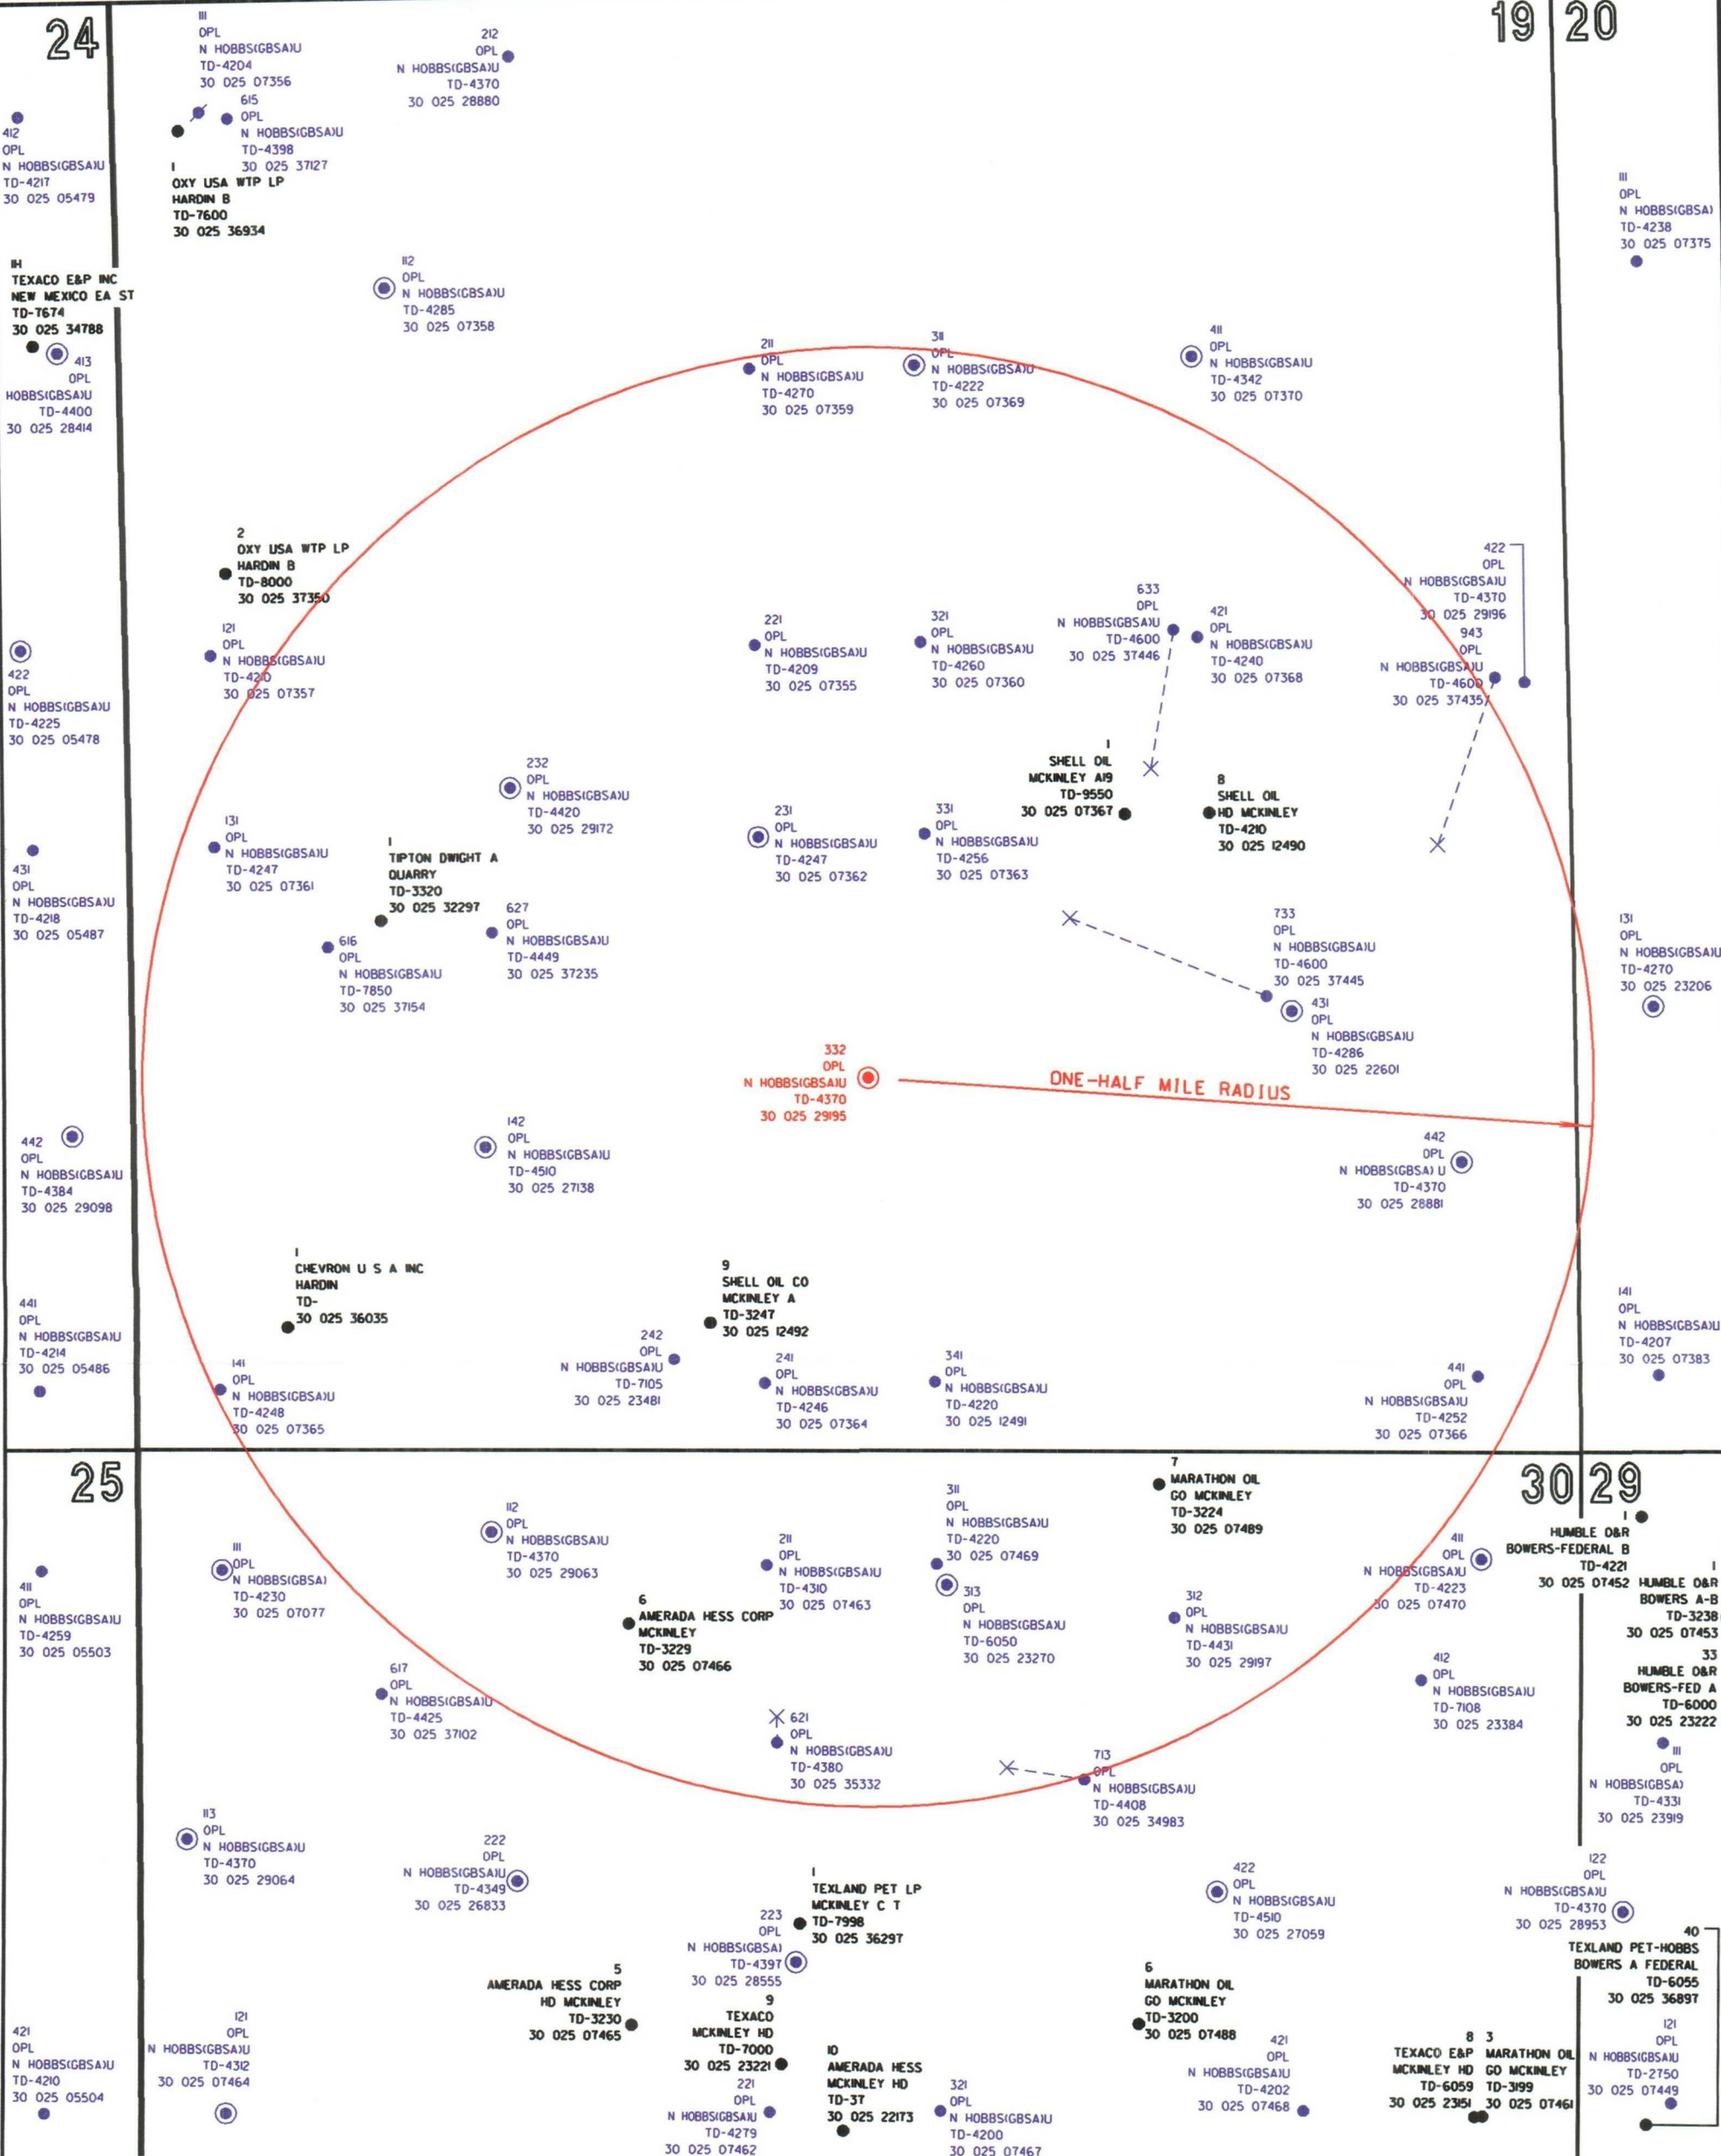 24
19
20
111
OPL
N HOBBS(GBSA)U
TD-4204
30 025 07356
212
OPL
N HOBBS(GBSA)U
TD-4370
30 025 28880
615
OPL
N HOBBS(GBSA)U
TD-4398
30 025 37127
412
OPL
N HOBBS(GBSA)U
TD-4217
30 025 05479
1
OXY USA WTP LP
HARDIN B
TD-7600
30 025 36934
111
OPL
N HOBBS(GBSA)
TD-4238
30 025 07375
1H
TEXACO E&P INC
NEW MEXICO EA ST
TD-7674
30 025 34788
112
OPL
N HOBBS(GBSA)U
TD-4285
30 025 07358
413
OPL
HOBBS(GBSA)U
TD-4400
30 025 28414
211
OPL
N HOBBS(GBSA)U
TD-4270
30 025 07359
311
OPL
N HOBBS(GBSA)U
TD-4222
30 025 07369
411
OPL
N HOBBS(GBSA)U
TD-4342
30 025 07370
2
OXY USA WTP LP
HARDIN B
TD-8000
30 025 37350
422
OPL
N HOBBS(GBSA)U
TD-4370
30 025 29196
121
OPL
N HOBBS(GBSA)U
TD-4210
30 025 07357
221
OPL
N HOBBS(GBSA)U
TD-4209
30 025 07355
321
OPL
N HOBBS(GBSA)U
TD-4260
30 025 07360
633
OPL
N HOBBS(GBSA)U
TD-4600
30 025 37446
421
OPL
N HOBBS(GBSA)U
TD-4240
30 025 07368
943
OPL
N HOBBS(GBSA)U
TD-4600
30 025 37435
422
OPL
N HOBBS(GBSA)U
TD-4225
30 025 05478
232
OPL
N HOBBS(GBSA)U
TD-4420
30 025 29172
1
SHELL OIL
MCKINLEY A19
TD-9550
30 025 07367
8
SHELL OIL
HD MCKINLEY
TD-4210
30 025 12490
131
OPL
N HOBBS(GBSA)U
TD-4247
30 025 07361
1
TIPTON DWIGHT A
QUARRY
TD-3320
30 025 32297
231
OPL
N HOBBS(GBSA)U
TD-4247
30 025 07362
331
OPL
N HOBBS(GBSA)U
TD-4256
30 025 07363
431
OPL
N HOBBS(GBSA)U
TD-4218
30 025 05487
616
OPL
N HOBBS(GBSA)U
TD-7850
30 025 37154
627
OPL
N HOBBS(GBSA)U
TD-4449
30 025 37235
733
OPL
N HOBBS(GBSA)U
TD-4600
30 025 37445
131
OPL
N HOBBS(GBSA)U
TD-4270
30 025 23206
431
OPL
N HOBBS(GBSA)U
TD-4286
30 025 22601
332
OPL
N HOBBS(GBSA)U
TD-4370
30 025 29195
ONE-HALF MILE RADIUS
442
OPL
N HOBBS(GBSA)U
TD-4384
30 025 29098
142
OPL
N HOBBS(GBSA)U
TD-4510
30 025 27138
442
OPL
N HOBBS(GBSA) U
TD-4370
30 025 28881
1
CHEVRON U S A INC
HARDIN
TD-
30 025 36035
9
SHELL OIL CO
MCKINLEY A
TD-3247
30 025 12492
441
OPL
N HOBBS(GBSA)U
TD-4214
30 025 05486
141
OPL
N HOBBS(GBSA)U
TD-4207
30 025 07383
141
OPL
N HOBBS(GBSA)U
TD-4248
30 025 07365
242
OPL
N HOBBS(GBSA)U
TD-7105
30 025 23481
241
OPL
N HOBBS(GBSA)U
TD-4246
30 025 07364
341
OPL
N HOBBS(GBSA)U
TD-4220
30 025 12491
441
OPL
N HOBBS(GBSA)U
TD-4252
30 025 07366
25
30
29
7
MARATHON OIL
GO MCKINLEY
TD-3224
30 025 07489
112
OPL
N HOBBS(GBSA)U
TD-4370
30 025 29063
311
OPL
N HOBBS(GBSA)U
TD-4220
30 025 07469
1
HUMBLE O&R
BOWERS-FEDERAL B
TD-4221
30 025 07452
111
OPL
N HOBBS(GBSA)
TD-4230
30 025 07077
211
OPL
N HOBBS(GBSA)U
TD-4310
30 025 07463
411
OPL
N HOBBS(GBSA)U
TD-4223
30 025 07470
1
HUMBLE O&R
BOWERS A-B
TD-3238
30 025 07453
411
OPL
N HOBBS(GBSA)U
TD-4259
30 025 05503
6
AMERADA HESS CORP
MCKINLEY
TD-3229
30 025 07466
313
OPL
N HOBBS(GBSA)U
TD-6050
30 025 23270
312
OPL
N HOBBS(GBSA)U
TD-4431
30 025 29197
33
HUMBLE O&R
BOWERS-FED A
TD-6000
30 025 23222
617
OPL
N HOBBS(GBSA)U
TD-4425
30 025 37102
412
OPL
N HOBBS(GBSA)U
TD-7108
30 025 23384
621
OPL
N HOBBS(GBSA)U
TD-4380
30 025 35332
713
OPL
N HOBBS(GBSA)U
TD-4408
30 025 34983
111
OPL
N HOBBS(GBSA)
TD-4331
30 025 23919
113
OPL
N HOBBS(GBSA)U
TD-4370
30 025 29064
222
OPL
N HOBBS(GBSA)U
TD-4349
30 025 26833
1
TEXLAND PET LP
MCKINLEY C T
TD-7998
30 025 36297
422
OPL
N HOBBS(GBSA)U
TD-4510
30 025 27059
122
OPL
N HOBBS(GBSA)U
TD-4370
30 025 28953
223
OPL
N HOBBS(GBSA)
TD-4397
30 025 28555
40
TEXLAND PET-HOBBS
BOWERS A FEDERAL
TD-6055
30 025 36897
5
AMERADA HESS CORP
HD MCKINLEY
TD-3230
30 025 07465
9
TEXACO
MCKINLEY HD
TD-7000
30 025 23221
6
MARATHON OIL
GO MCKINLEY
TD-3200
30 025 07488
421
OPL
N HOBBS(GBSA)U
TD-4210
30 025 05504
121
OPL
N HOBBS(GBSA)U
TD-4312
30 025 07464
10
AMERADA HESS
MCKINLEY HD
TD-37
30 025 22173
421
OPL
N HOBBS(GBSA)U
TD-4202
30 025 07468
8
TEXACO E&P
MCKINLEY HD
TD-6059
30 025 23151
3
MARATHON OIL
GO MCKINLEY
TD-3199
30 025 07461
121
OPL
N HOBBS(GBSA)U
TD-2750
30 025 07449
221
OPL
N HOBBS(GBSA)U
TD-4279
30 025 07462
321
OPL
N HOBBS(GBSA)U
TD-4200
30 025 07467